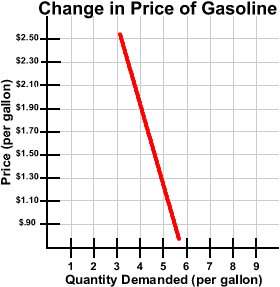 Change in Price of Gasoline
Price (per gallon)
$2.50
$2.30
$2.10
$1.90
$1.70
$1.50
$1.30
$1.10
$.90
1 2 3 4 5 6 7 8 9
Quantity Demanded (per gallon)